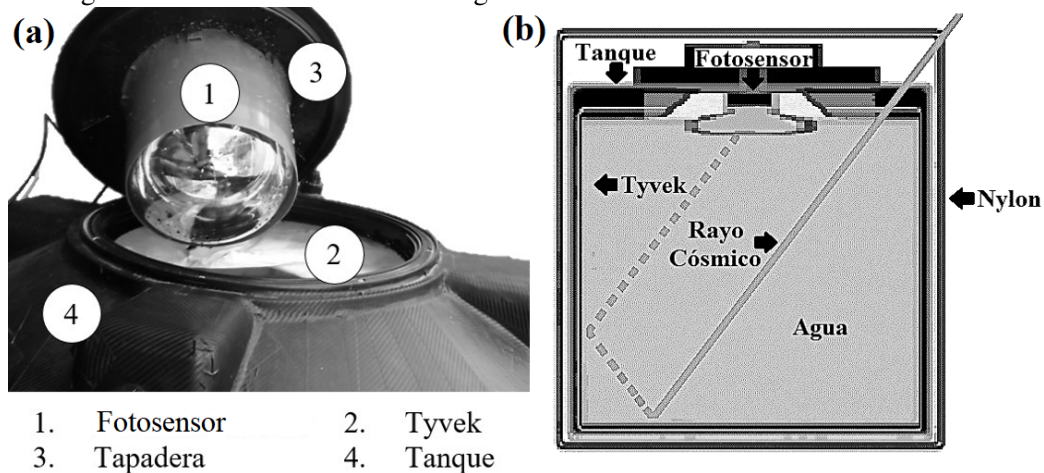 (a)
1
3
2
4
1. Fotosensor 2. Tyvek
3. Tapadera 4. Tanque
(b)
Tanque
Fotosensor
Tyvek
Nylon
Rayo
Cósmico
Agua